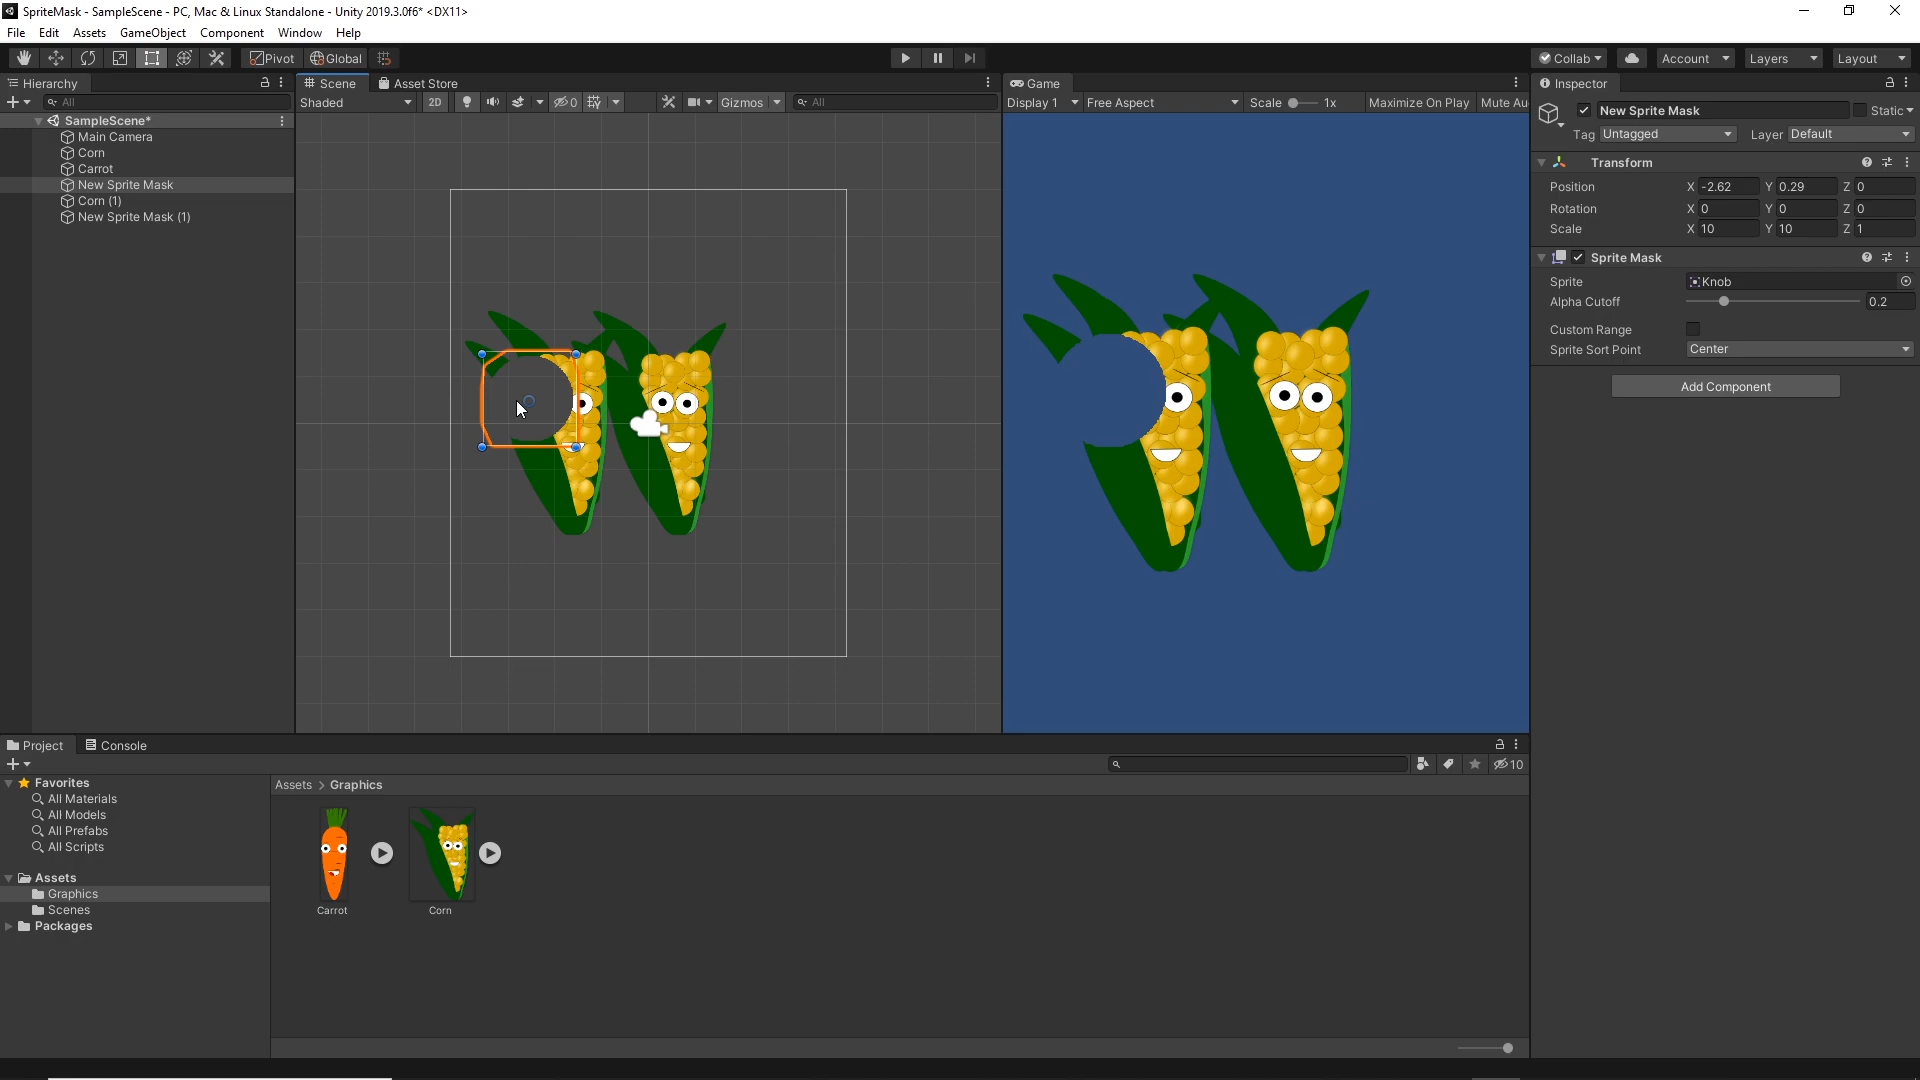 SpriteMask - SampleScene - PC, Mac & Linux Standalone - Unity 2019.3.0f6* <DX11>
File Edit Assets GameObject Component Window Help
Pivot Global Collab Account Layers Layout
Hierarchy
All
SampleScene*
Main Camera
Corn
Carrot
New Sprite Mask
Corn (1)
New Sprite Mask (1)
Scene Asset Store
Shaded 2D 0 Gizmos All
Game
Display 1 Free Aspect Scale 1x Maximize On Play Mute Au
Inspector
New Sprite Mask Static
Tag Untagged Layer Default
Transform
Position X -2.62 Y 0.29 Z 0
Rotation X 0 Y 0 Z 0
Scale X 10 Y 10 Z 1
Sprite Mask
Sprite Knob
Alpha Cutoff 0.2
Custom Range
Sprite Sort Point Center
Add Component
Project Console
10
Favorites
All Materials
All Models
All Prefabs
All Scripts
Assets
Graphics
Scenes
Packages
Assets > Graphics
Carrot Corn